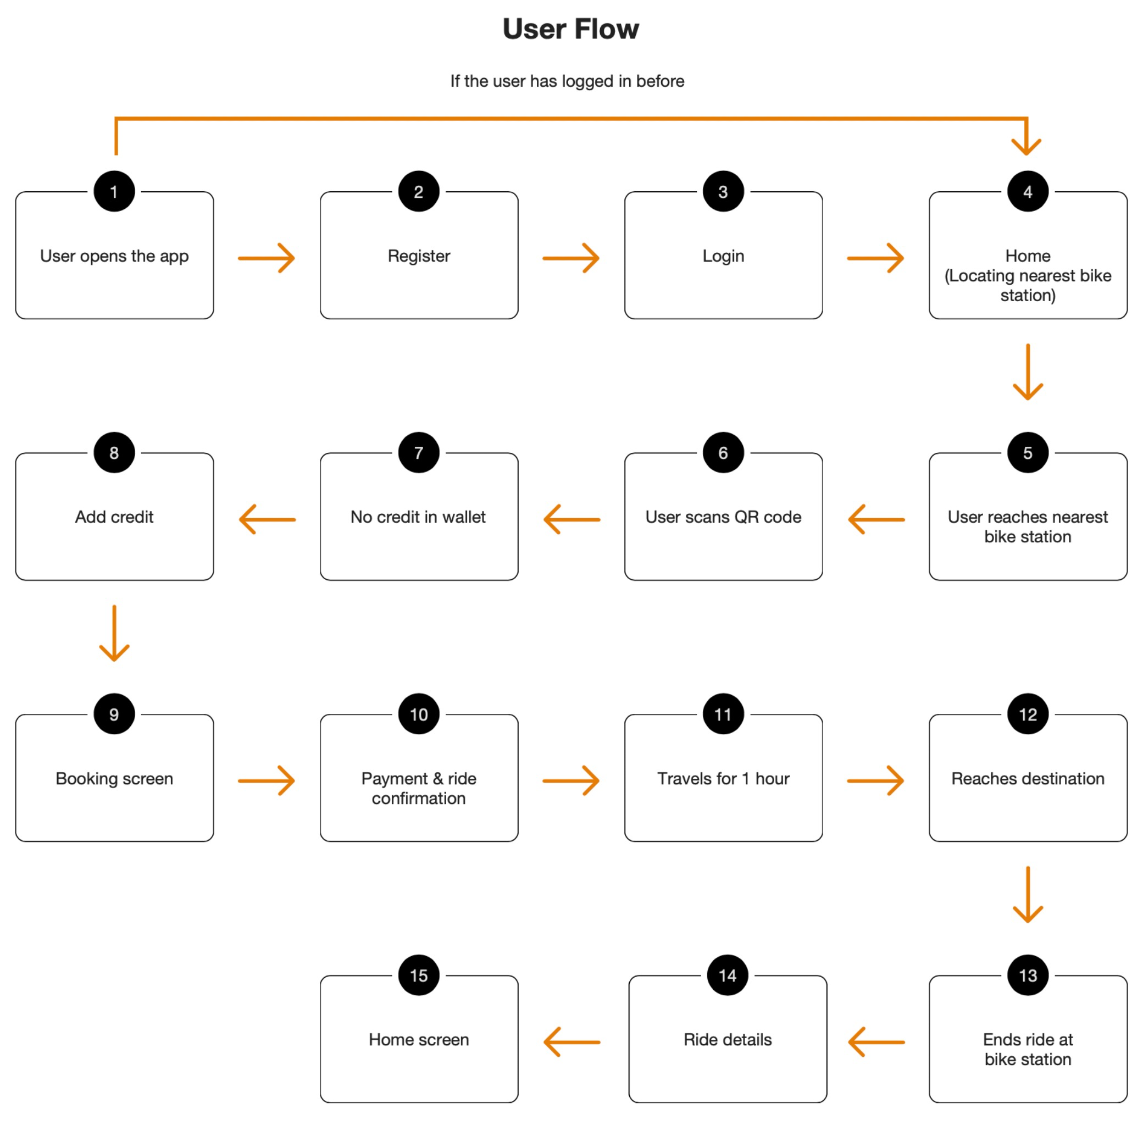 User Flow
If the user has logged in before
1
User opens the app
2
Register
3
Login
4
Home
(Locating nearest bike
station)
8
Add credit
7
No credit in wallet
6
User scans QR code
5
User reaches nearest
bike station
9
Booking screen
10
Payment & ride
confirmation
11
Travels for 1 hour
12
Reaches destination
15
Home screen
14
Ride details
13
Ends ride at
bike station